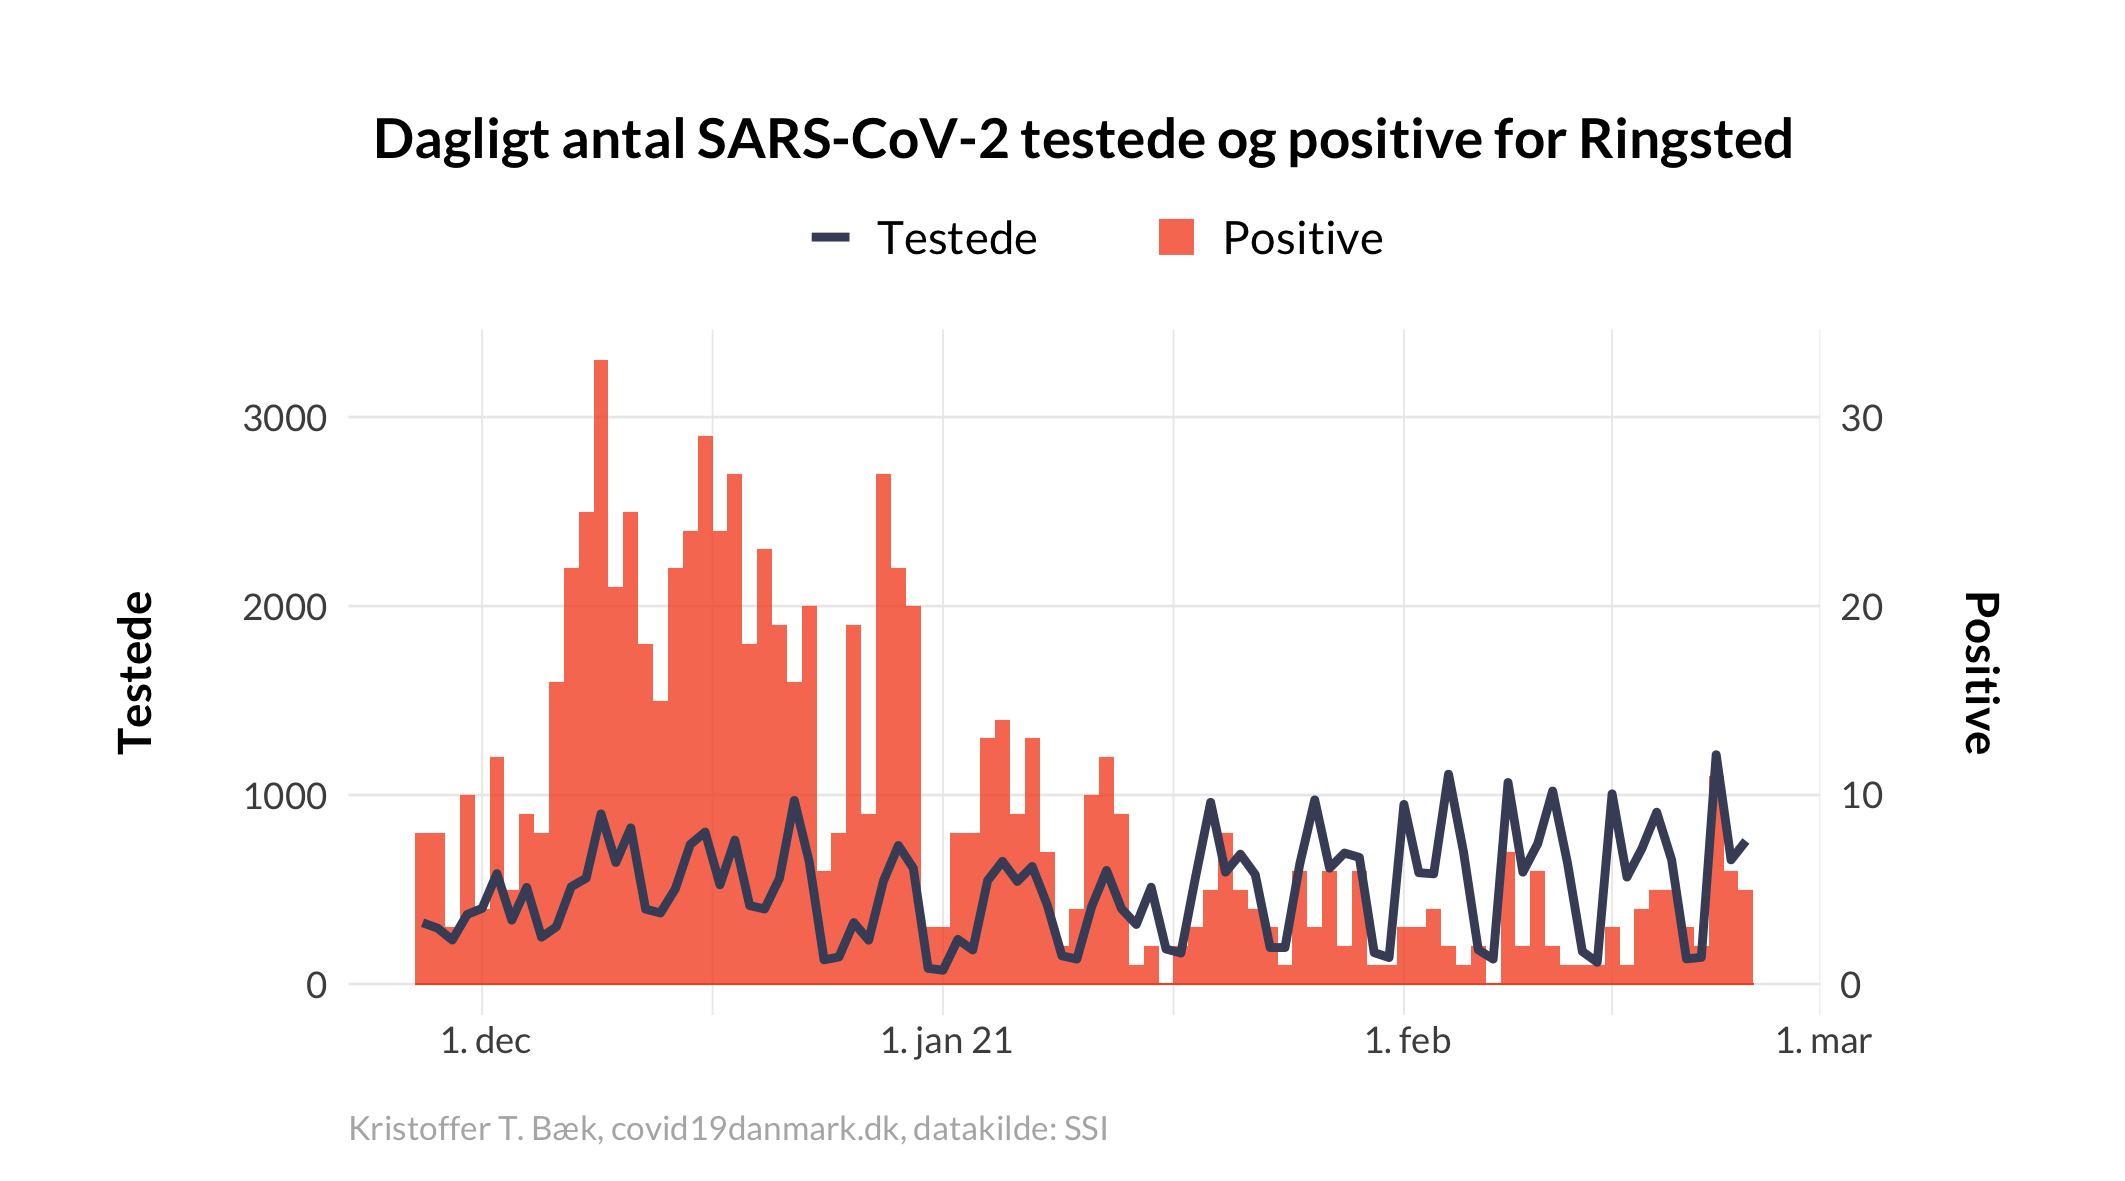 Dagligt antal SARS-CoV-2 testede og positive for Ringsted
Testede
Positive
3000
2000
1000
0
30
20
10
0
Testede
Positive
1. dec
1. jan 21
1. feb
1. mar
Kristoffer T. Bæk, covid19danmark.dk, datakilde: SSI